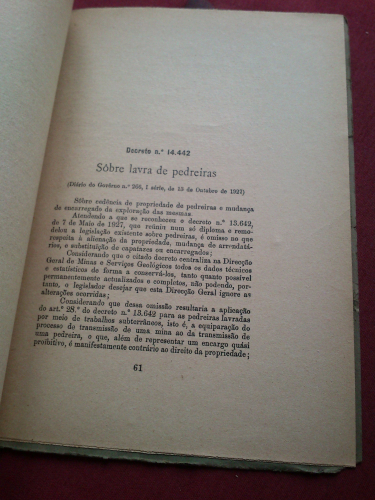 Decreto n.º 14.442
Sôbre lavra de pedreiras
(Diário do Govêrno n.º 228, I série, de 15 de Outubro de 1927)
Sôbre cedência de propriedade de pedreiras e mudança
de encarregado da exploração das mesmas.
Atendendo a que se reconheceu que o decreto n.º 13.642,
de 7 de Maio de 1927, que reüniu num só diploma e remo-
delou a legislação existente sôbre pedreiras, é omisso no que
respeita à alienação da propriedade, mudança de arrendatá-
rios, e substituição de capatazes ou encarregados;
Considerando que o citado decreto centraliza na Direcção
Geral de Minas e Serviços Geológicos todos os dados técnicos
e estatísticos de forma a conservá-los, tanto quanto possível
permanentemente actualizados e completos, não podendo, por-
tanto, o legislador desejar que esta Direcção Geral ignore as
alterações ocorridas;
Considerando que dessa omissão resultaria a aplicação
do art.º 28.º do decreto n.º 13.642 para as pedreiras lavradas
por meio de trabalhos subterrâneos, isto é, a equiparação do
processo de transmissão de uma mina ao da transmissão de
uma pedreira, o que, além de representar um encargo quási
proibitivo, é manifestamente contrário ao direito da propriedade;
61